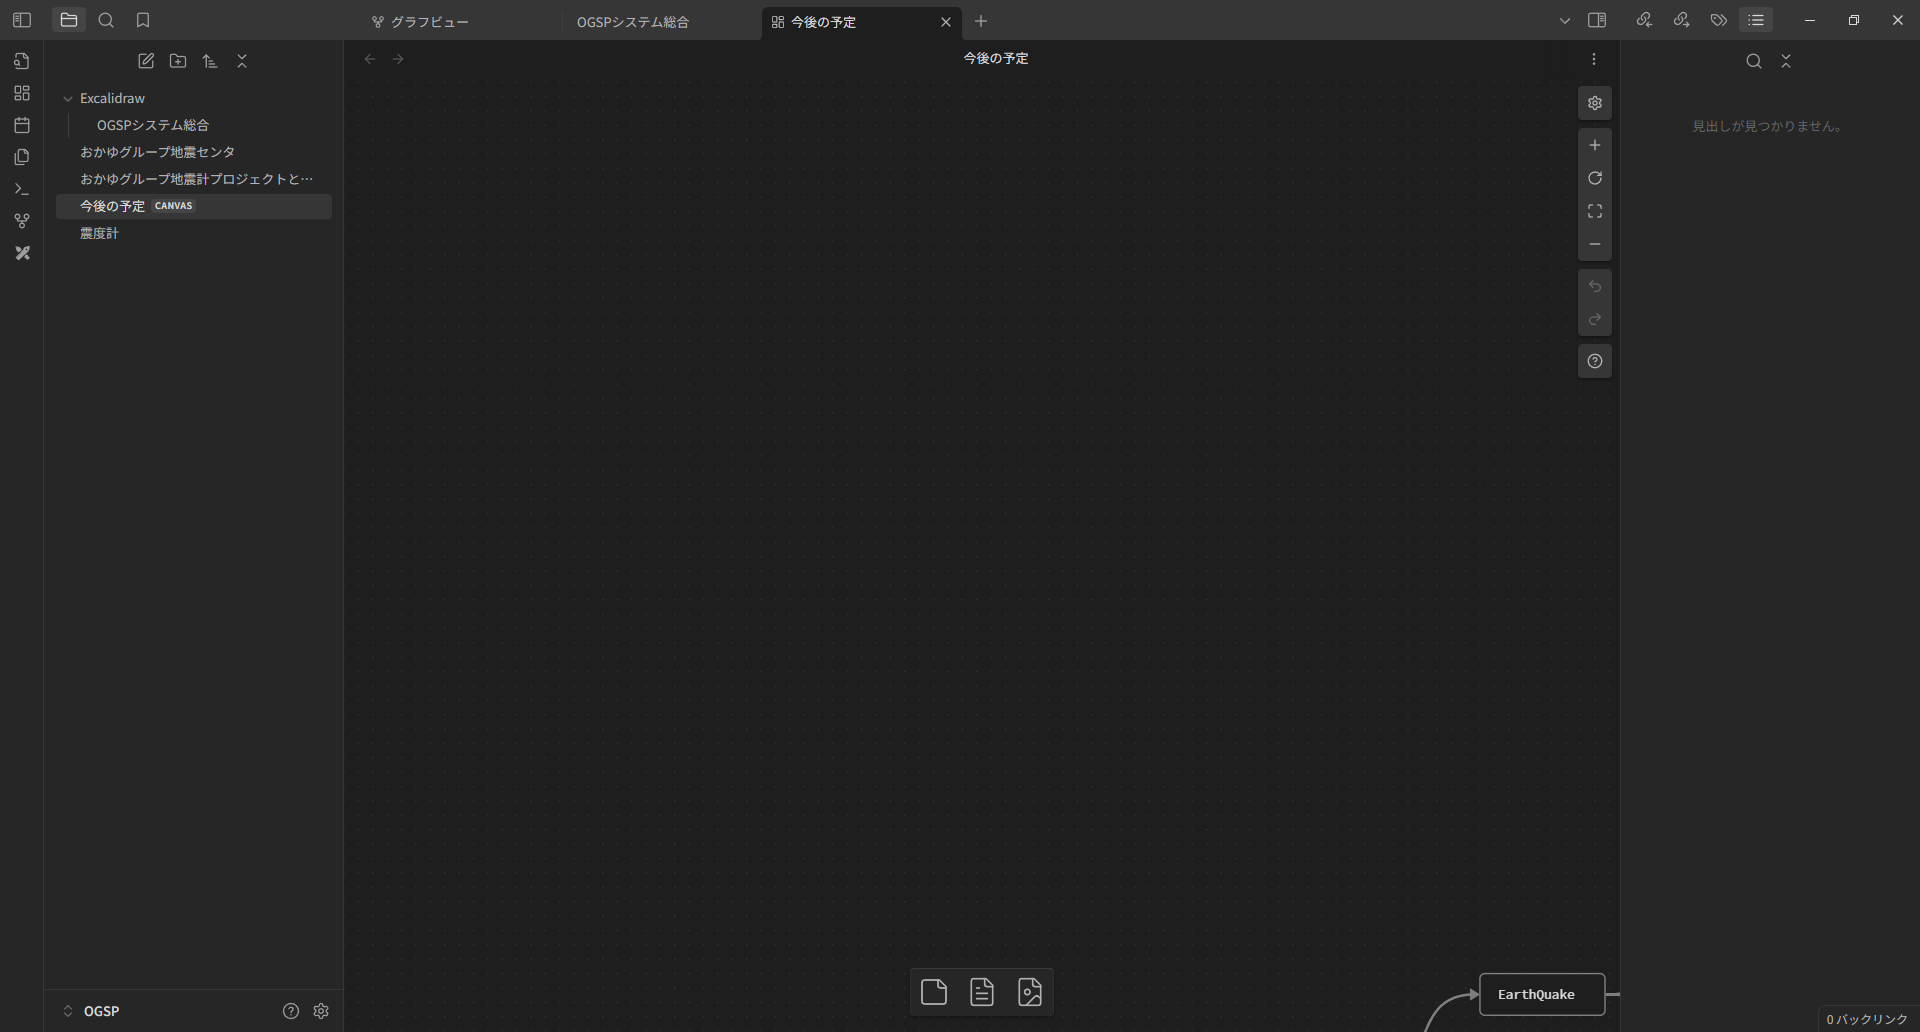 グラフビュー
OGSPシステム総合
今後の予定
今後の予定
Excalidraw
OGSPシステム総合
おかゆグループ地震センタ
おかゆグループ地震計プロジェクトと…
今後の予定 CANVAS
震度計
見出しが見つかりません。
EarthQuake
OGSP
0 バックリンク